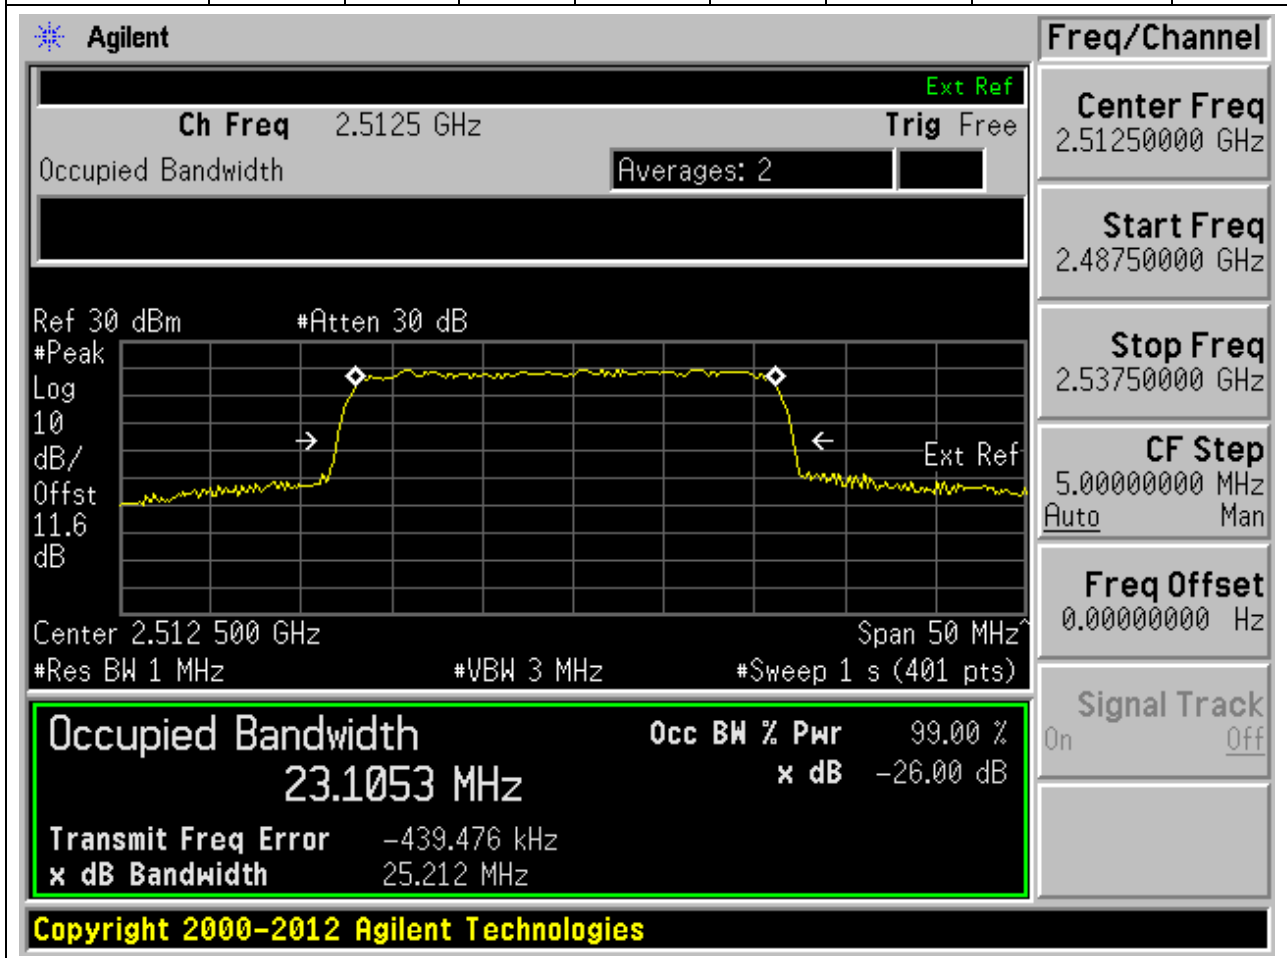 Agilent
Freq/Channel
Ext Ref
Ch Freq 2.5125 GHz Trig Free
Occupied Bandwidth Averages: 2
Center Freq
2.51250000 GHz
Start Freq
2.48750000 GHz
Stop Freq
2.53750000 GHz
CF Step
5.00000000 MHz
Auto Man
Freq Offset
0.00000000 Hz
Signal Track
On Off
Ref 30 dBm #Atten 30 dB
#Peak
Log
10
dB/
Offst
11.6
dB
Ext Ref
Center 2.512 500 GHz Span 50 MHz^
#Res BW 1 MHz #VBW 3 MHz #Sweep 1 s (401 pts)
Occupied Bandwidth
23.1053 MHz
Occ BW % Pwr 99.00 %
x dB -26.00 dB
Transmit Freq Error -439.476 kHz
x dB Bandwidth 25.212 MHz
Copyright 2000-2012 Agilent Technologies